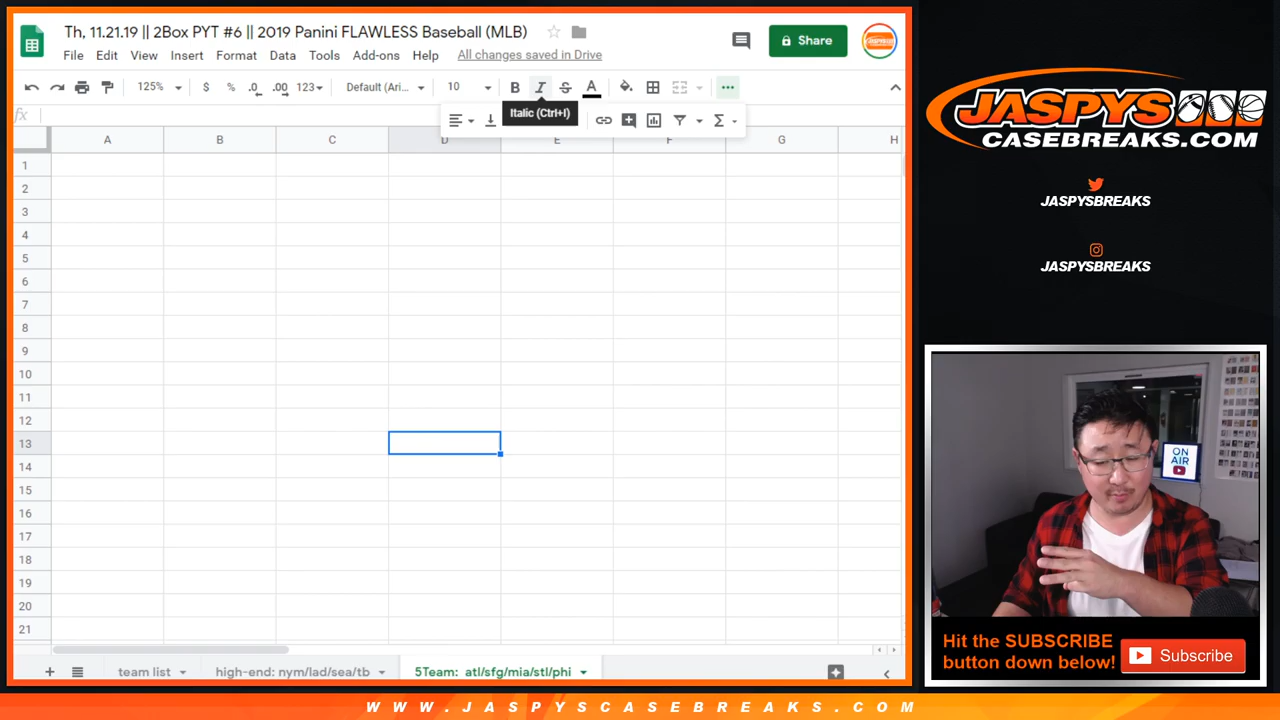 Th, 11.21.19 || 2Box PYT #6 || 2019 Panini FLAWLESS Baseball (MLB)
File Edit View Insert Format Data Tools Add-ons Help All changes saved in Drive
Share
125% $ % .0 .00 123 Default (Ari... 10 B I S A
Italic (Ctrl+I)
fx
A B C D E F G H
1
2
3
4
5
6
7
8
9
10
11
12
13
14
15
16
17
18
19
20
21
team list high-end: nym/lad/sea/tb 5Team: atl/sfg/mia/stl/phi
JASPYS
CASEBREAKS.COM
JASPYSBREAKS
JASPYSBREAKS
ON
AIR
Hit the SUBSCRIBE
button down below!
Subscribe
WWW.JASPYSCASEBREAKS.COM